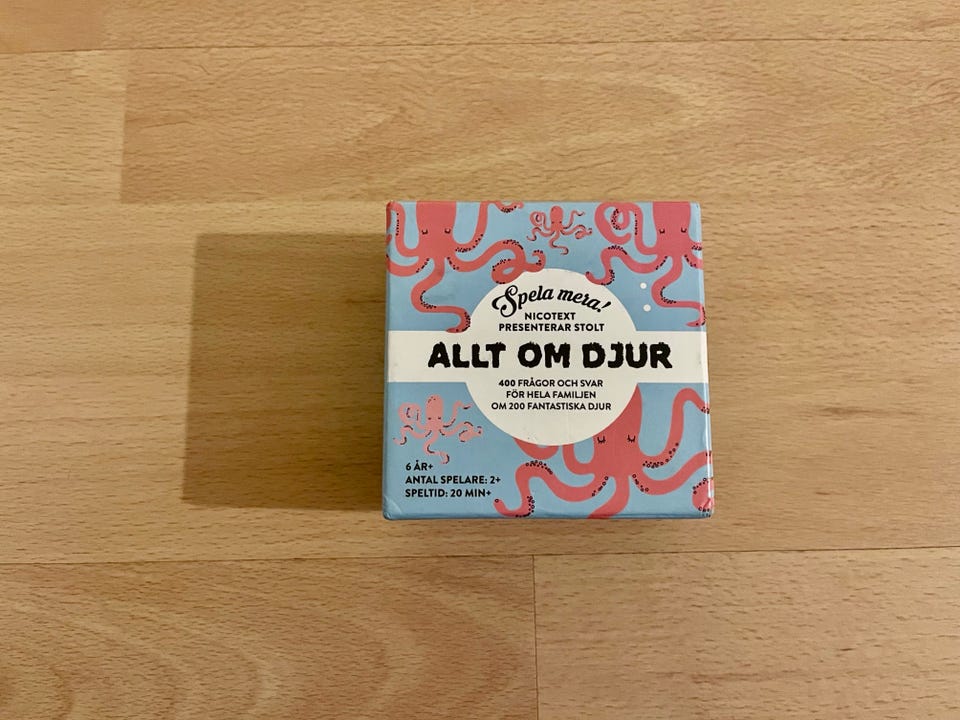 Spela mera!
NICOTEXT
PRESENTERAR STOLT
ALLT OM DJUR
400 FRÅGOR OCH SVAR
FÖR HELA FAMILJEN
OM 200 FANTASTISKA DJUR
6 ÅR+
ANTAL SPELARE: 2+
SPELTID: 20 MIN+